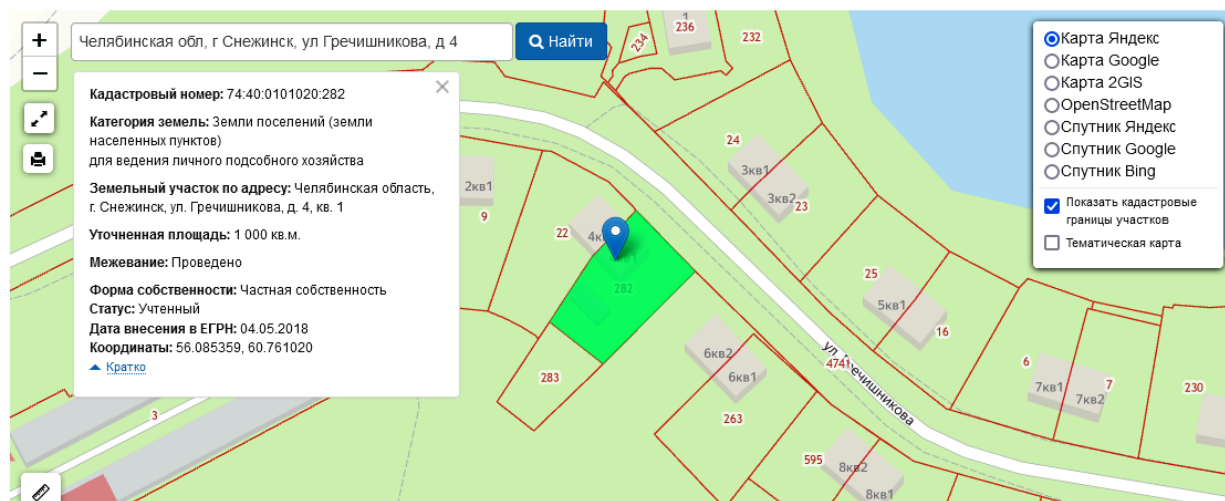 +
−
Челябинская обл, г Снежинск, ул Гречишникова, д 4
Найти
Кадастровый номер: 74:40:0101020:282
Категория земель: Земли поселений (земли
населенных пунктов)
для ведения личного подсобного хозяйства
Земельный участок по адресу: Челябинская область,
г. Снежинск, ул. Гречишникова, д. 4, кв. 1
Уточненная площадь: 1 000 кв.м.
Межевание: Проведено
Форма собственности: Частная собственность
Статус: Учтенный
Дата внесения в ЕГРН: 04.05.2018
Координаты: 56.085359, 60.761020
Кратко
Карта Яндекс
Карта Google
Карта 2GIS
OpenStreetMap
Спутник Яндекс
Спутник Google
Спутник Bing
Показать кадастровые
границы участков
Тематическая карта
1
236
234
232
24
3кв1
3кв2
23
2кв1
9
22
282
25
5кв1
16
6кв2
6кв1
ул. Гречишникова
4741
6
7
7кв1
7кв2
230
283
263
3
595
8кв2
8кв1